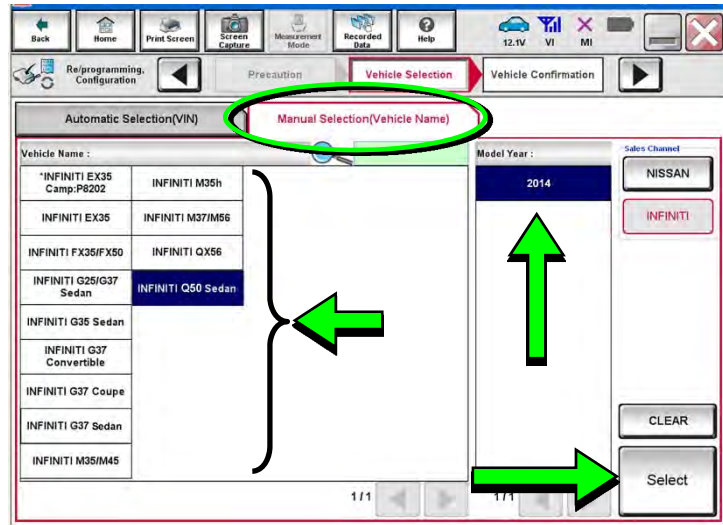 Back
Home
Print Screen
Screen
Capture
Measurement
Mode
Recorded
Data
Help
12.1V
VI
MI
Re/programming,
Configuration
Precaution
Vehicle Selection
Vehicle Confirmation
Automatic Selection(VIN)
Manual Selection(Vehicle Name)
Vehicle Name :
Model Year :
Sales Channel
*INFINITI EX35
Camp:P8202
INFINITI M35h
2014
NISSAN
INFINITI EX35
INFINITI M37/M56
INFINITI
INFINITI FX35/FX50
INFINITI QX56
INFINITI G25/G37
Sedan
INFINITI Q50 Sedan
INFINITI G35 Sedan
INFINITI G37
Convertible
INFINITI G37 Coupe
INFINITI G37 Sedan
CLEAR
INFINITI M35/M45
Select
1/1
1/1